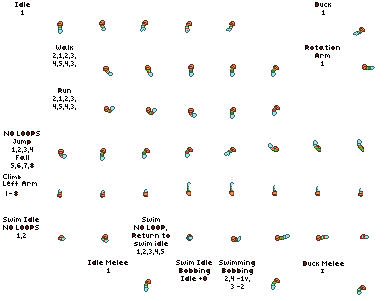 Idle
1
Duck
1
Walk
2,1,2,3,
4,5,4,3,
Rotation
Arm
1
Run
2,1,2,3,
4,5,4,3,
NO LOOPS
Jump
1,2,3,4
Fall
5,6,7,8
Climb
Left Arm
1-8
Swim Idle
NO LOOPS
1,2
Swim
NO LOOP,
Return to
swim idle
1,2,3,4,5
Idle Melee
1
Swim Idle
Bobbing
Idle +0
Swimming
Bobbing
2,4 -1v,
3 -2
Duck Melee
1